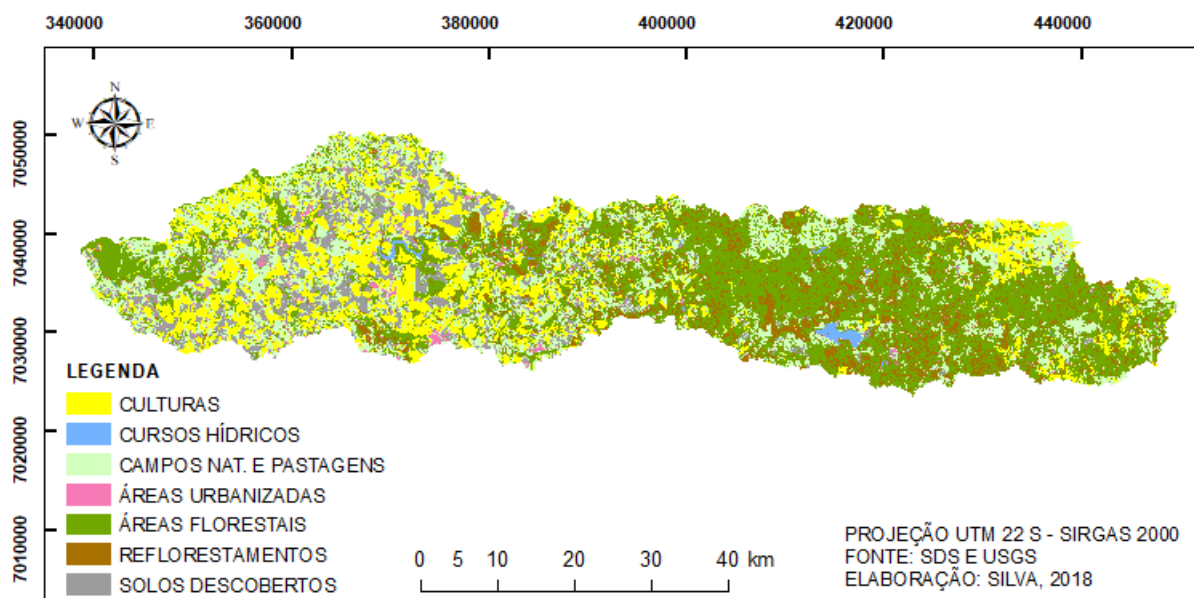 340000 360000 380000 400000 420000 440000
N
W E
S
7050000
7040000
7030000
7020000
7010000
LEGENDA
CULTURAS
CURSOS HÍDRICOS
CAMPOS NAT. E PASTAGENS
ÁREAS URBANIZADAS
ÁREAS FLORESTAIS
REFLORESTAMENTOS
SOLOS DESCOBERTOS
0 5 10 20 30 40 km
PROJEÇÃO UTM 22 S - SIRGAS 2000
FONTE: SDS E USGS
ELABORAÇÃO: SILVA, 2018